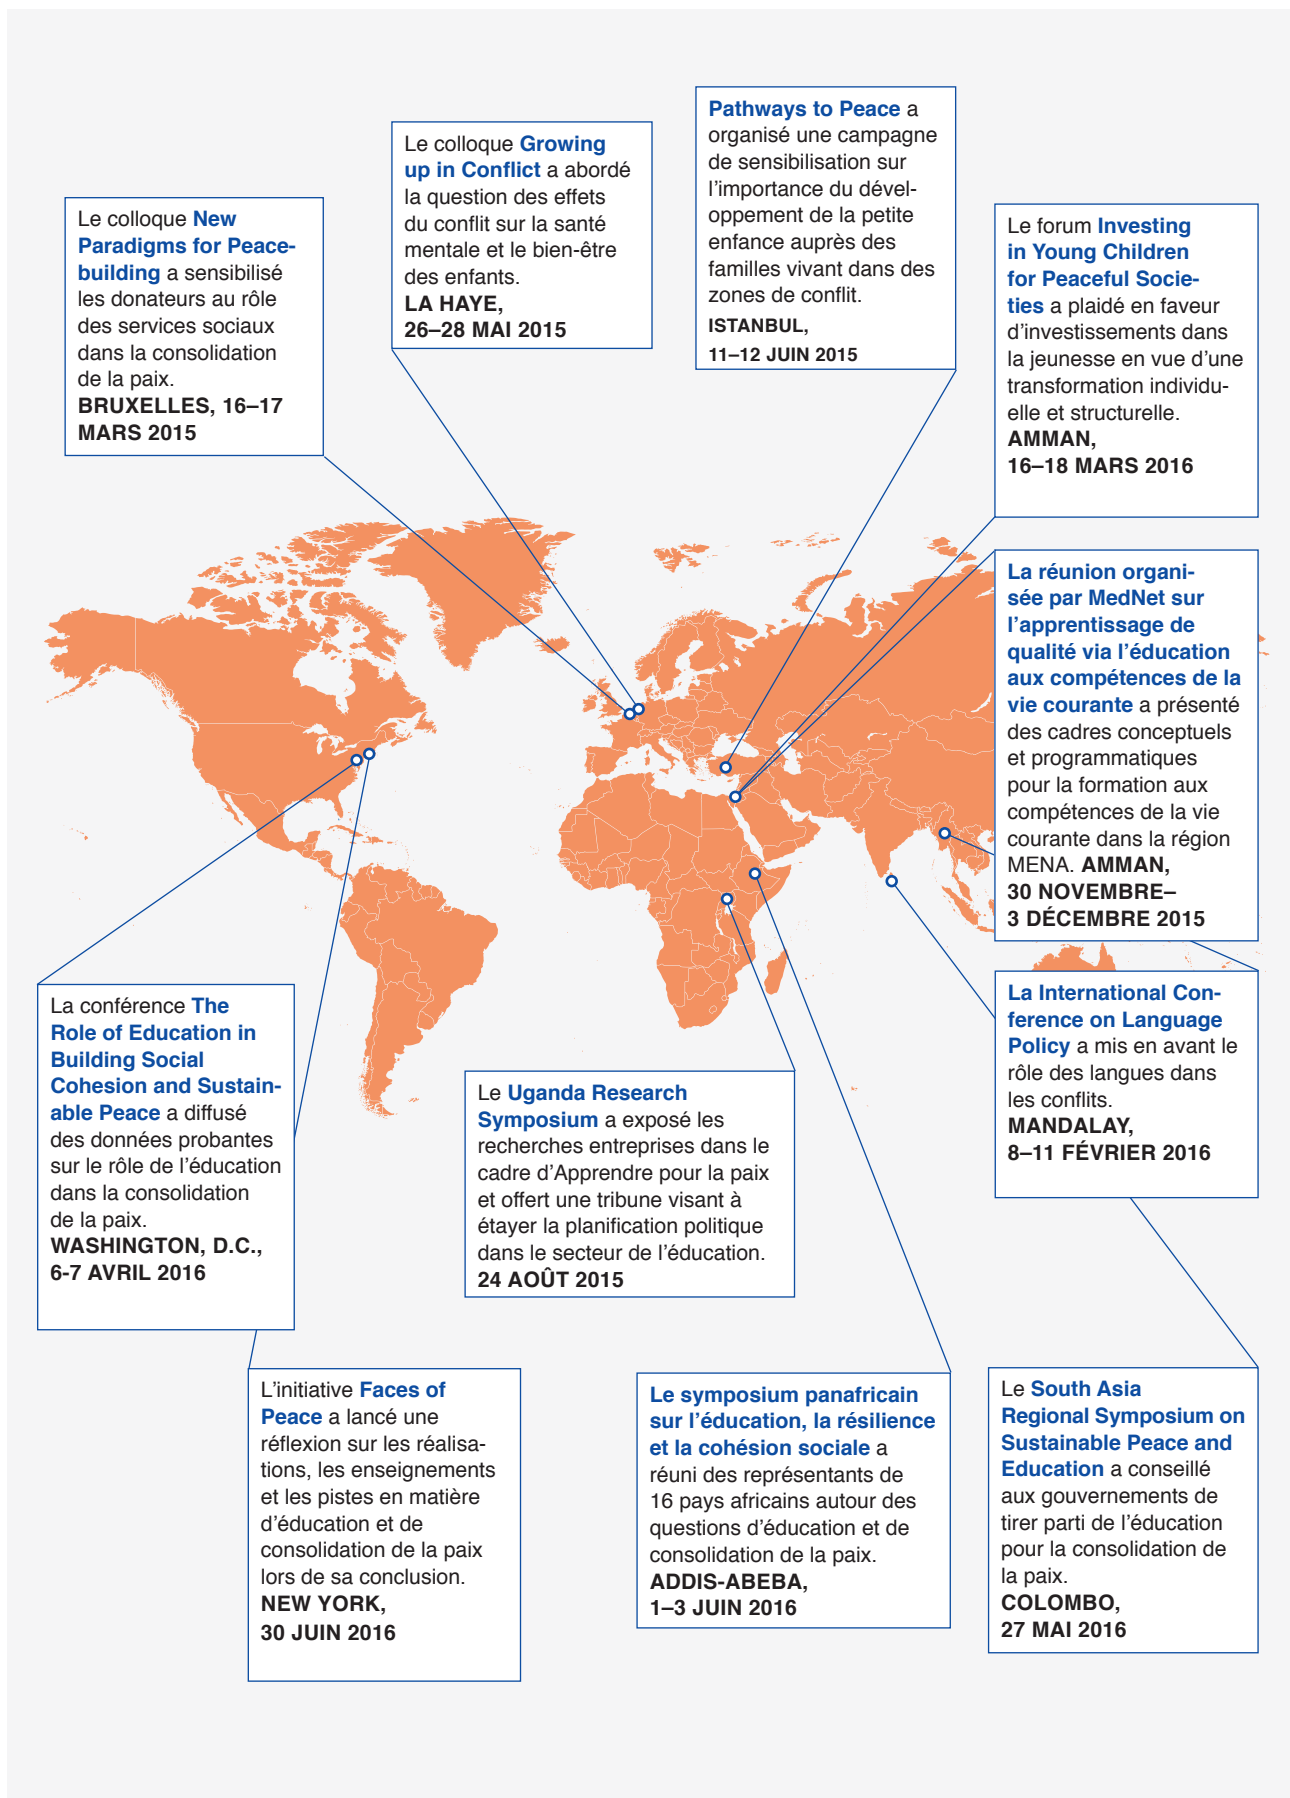 Le colloque New
Paradigms for Peace-
building a sensibilisé
les donateurs au rôle
des services sociaux
dans la consolidation
de la paix.
BRUXELLES, 16–17
MARS 2015
Le colloque Growing
up in Conflict a abordé
la question des effets
du conflit sur la santé
mentale et le bien-être
des enfants.
LA HAYE,
26–28 MAI 2015
Pathways to Peace a
organisé une campagne
de sensibilisation sur
l’importance du dével-
oppement de la petite
enfance auprès des
familles vivant dans des
zones de conflit.
ISTANBUL,
11–12 JUIN 2015
Le forum Investing
in Young Children
for Peaceful Socie-
ties a plaidé en faveur
d’investissements dans
la jeunesse en vue d’une
transformation individu-
elle et structurelle.
AMMAN,
16–18 MARS 2016
La réunion organi-
sée par MedNet sur
l’apprentissage de
qualité via l’éducation
aux compétences de la
vie courante a présenté
des cadres conceptuels
et programmatiques
pour la formation aux
compétences de la vie
courante dans la région
MENA. AMMAN,
30 NOVEMBRE–
3 DÉCEMBRE 2015
La International Con-
ference on Language
Policy a mis en avant le
rôle des langues dans
les conflits.
MANDALAY,
8–11 FÉVRIER 2016
La conférence The
Role of Education in
Building Social
Cohesion and Sustain-
able Peace a diffusé
des données probantes
sur le rôle de l’éducation
dans la consolidation
de la paix.
WASHINGTON, D.C.,
6-7 AVRIL 2016
Le Uganda Research
Symposium a exposé les
recherches entreprises dans le
cadre d’Apprendre pour la paix
et offert une tribune visant à
étayer la planification politique
dans le secteur de l’éducation.
24 AOÛT 2015
L’initiative Faces of
Peace a lancé une
réflexion sur les réalisa-
tions, les enseignements
et les pistes en matière
d’éducation et de
consolidation de la paix
lors de sa conclusion.
NEW YORK,
30 JUIN 2016
Le symposium panafricain
sur l’éducation, la résilience
et la cohésion sociale a
réuni des représentants de
16 pays africains autour des
questions d’éducation et de
consolidation de la paix.
ADDIS-ABEBA,
1–3 JUIN 2016
Le South Asia
Regional Symposium on
Sustainable Peace and
Education a conseillé
aux gouvernements de
tirer parti de l’éducation
pour la consolidation de
la paix.
COLOMBO,
27 MAI 2016